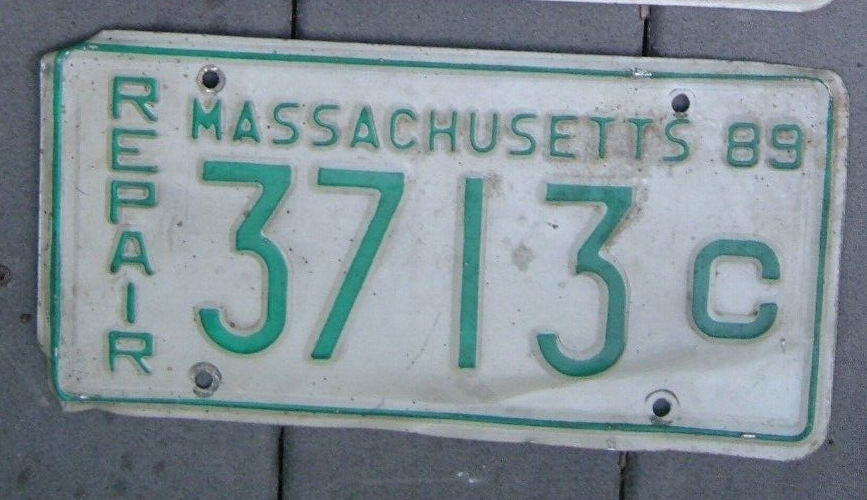 REPAIR
MASSACHUSETTS 89
3713 C